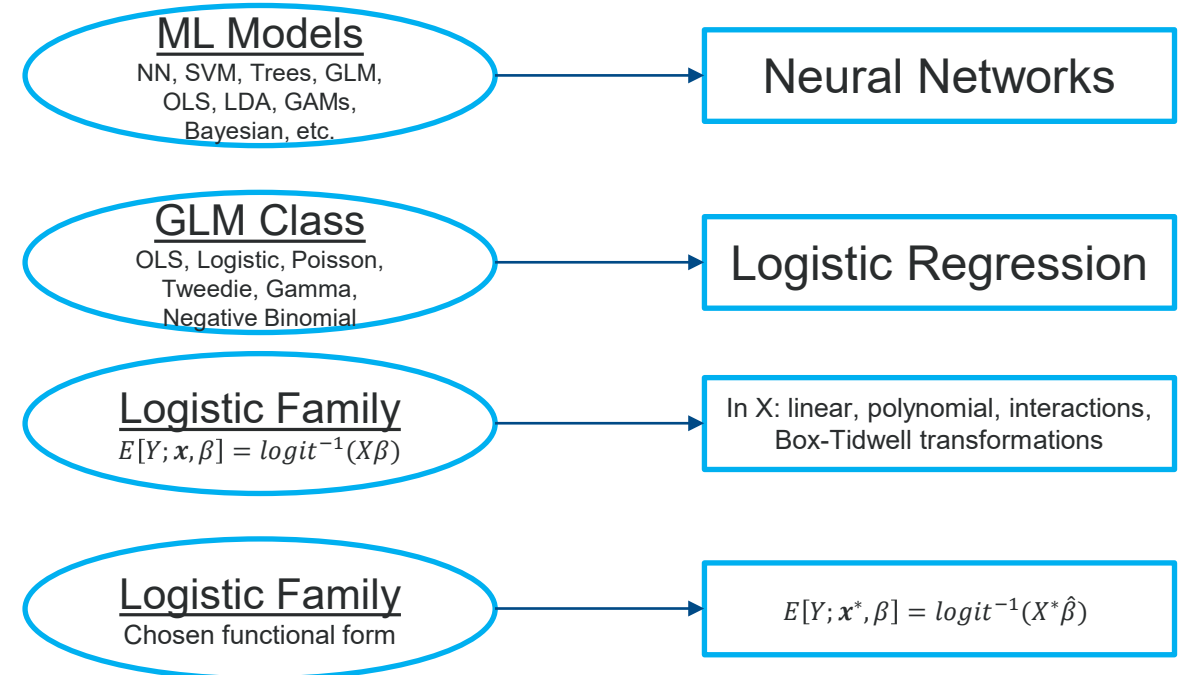 ML Models
NN, SVM, Trees, GLM,
OLS, LDA, GAMs,
Bayesian, etc.
Neural Networks
GLM Class
OLS, Logistic, Poisson,
Tweedie, Gamma,
Negative Binomial
Logistic Regression
Logistic Family
E[Y; x, β] = logit⁻¹(Xβ)
In X: linear, polynomial, interactions,
Box-Tidwell transformations
Logistic Family
Chosen functional form
E[Y; x*, β] = logit⁻¹(X*β̂)